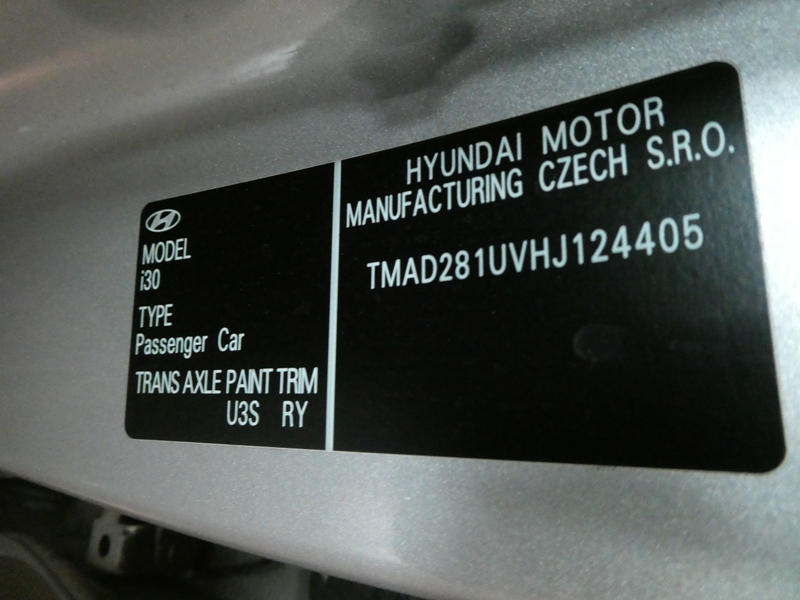 MODEL
i30
TYPE
Passenger Car
TRANS AXLE PAINT TRIM
U3S RY
HYUNDAI MOTOR
MANUFACTURING CZECH S.R.O.
TMAD281UVHJ124405